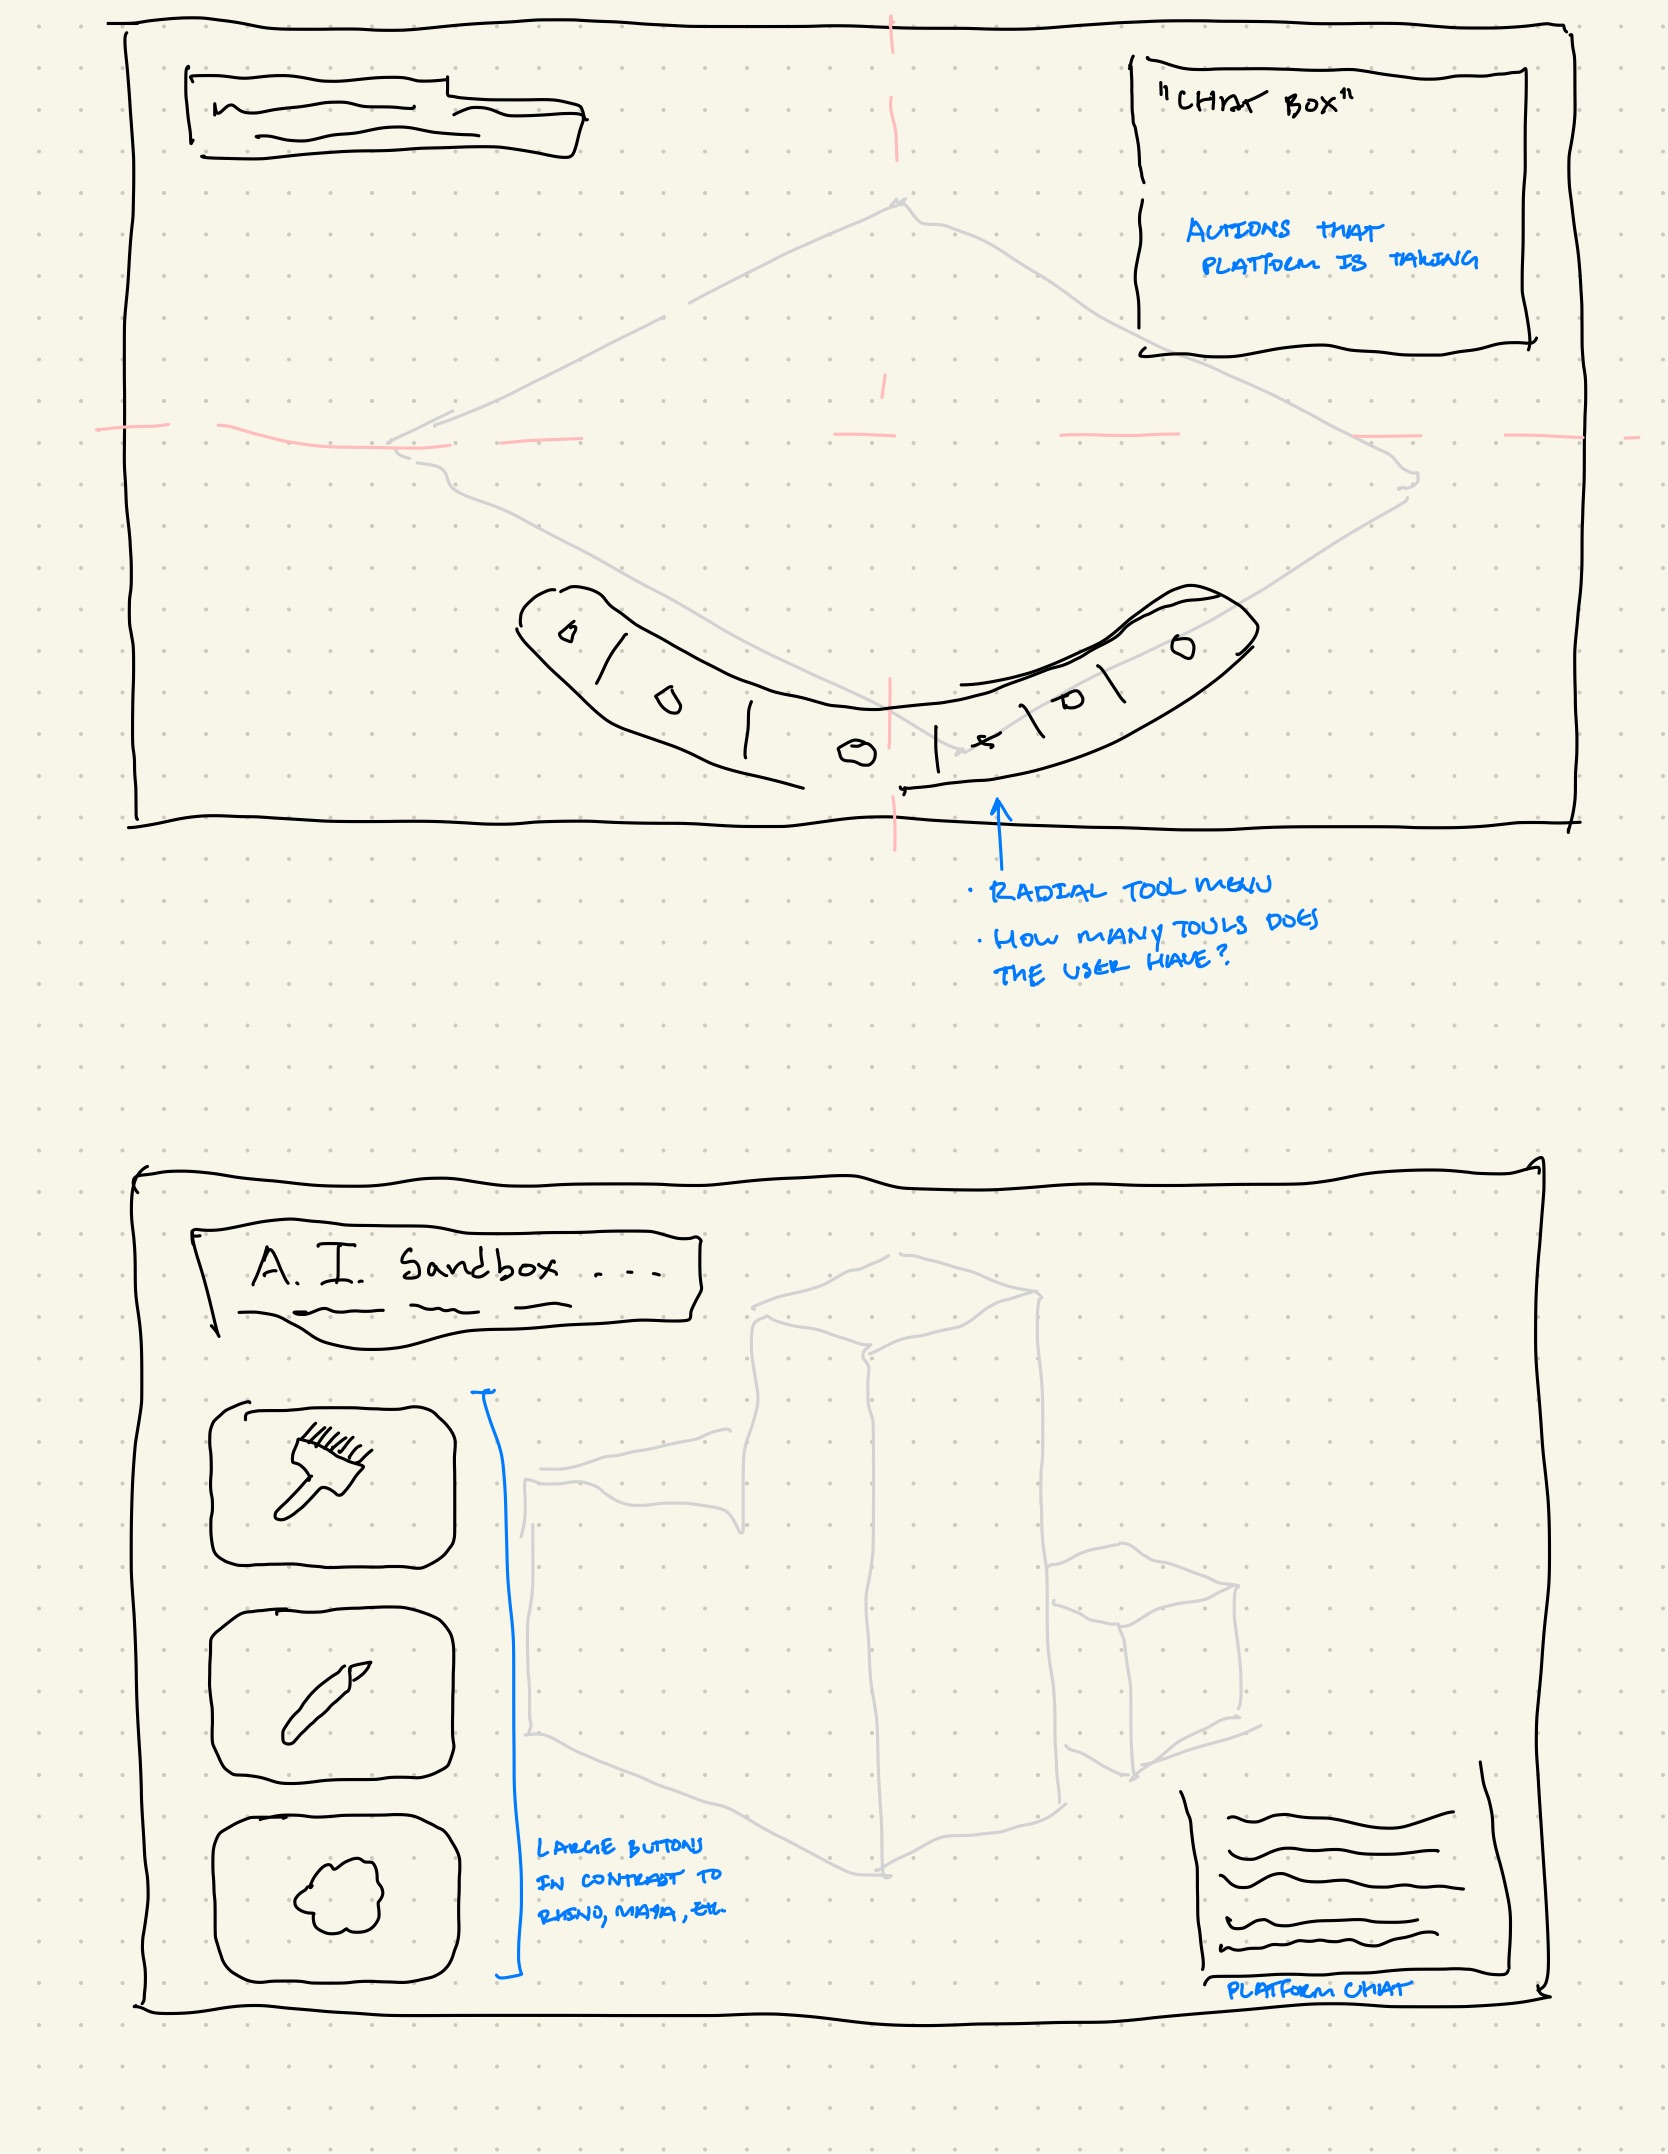 "CHAT BOX"
ACTIONS THAT
PLATFORM IS TAKING
· RADIAL TOOL MENU
· HOW MANY TOOLS DOES
THE USER HAVE?
A. I. Sandbox ...
LARGE BUTTONS
IN CONTRAST TO
RHINO, MAYA, ETC.
PLATFORM CHAT